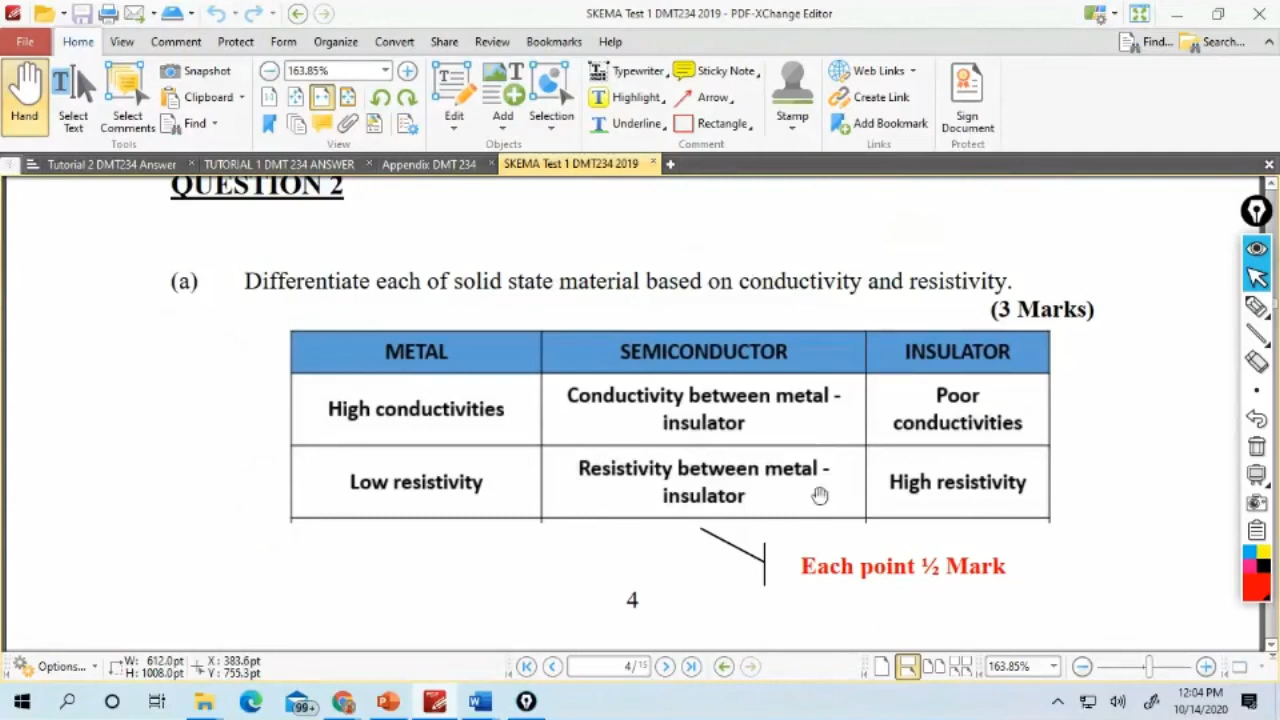 SKEMA Test 1 DMT234 2019 - PDF-XChange Editor
File Home View Comment Protect Form Organize Convert Share Review Bookmarks Help Find... Search...
Hand
Select Text
Select Comments
Snapshot
Clipboard
Find
Tools
163.85%
View
Edit
Add
Selection
Objects
Typewriter
Highlight
Underline
Sticky Note
Arrow
Rectangle
Comment
Stamp
Web Links
Create Link
Add Bookmark
Links
Sign Document
Protect
Tutorial 2 DMT234 Answer TUTORIAL 1 DMT 234 ANSWER Appendix DMT 234 SKEMA Test 1 DMT234 2019
QUESTION 2
(a) Differentiate each of solid state material based on conductivity and resistivity.
(3 Marks)
METAL SEMICONDUCTOR INSULATOR
High conductivities
Conductivity between metal -
insulator
Poor
conductivities
Low resistivity
Resistivity between metal -
insulator
High resistivity
Each point ½ Mark
4
Options...
W: 612.0pt
H: 1008.0pt
X: 383.6pt
Y: 755.3pt
4/15
163.85%
99+
12:04 PM
10/14/2020